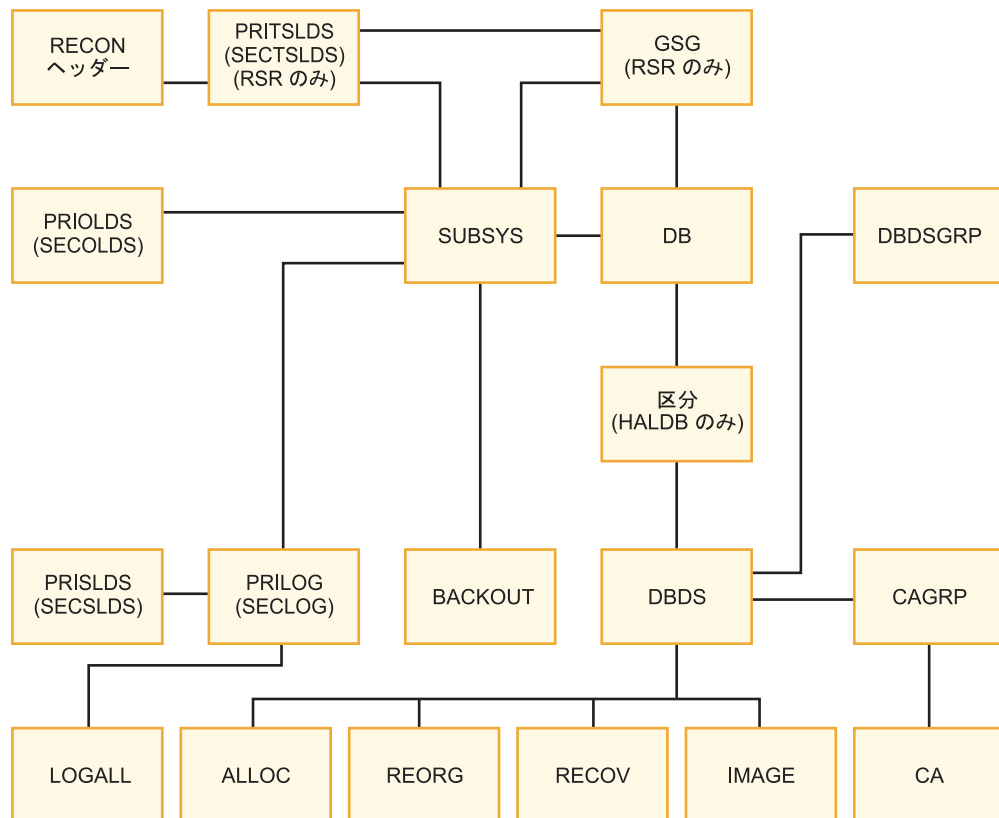 RECON
ヘッダー
PRITSLDS
(SECTSLDS)
(RSR のみ)
GSG
(RSR のみ)
PRIOLDS
(SECOLDS)
SUBSYS
DB
DBDSGRP
区分
(HALDB のみ)
PRISLDS
(SECSLDS)
PRILOG
(SECLOG)
BACKOUT
DBDS
CAGRP
LOGALL
ALLOC
REORG
RECOV
IMAGE
CA